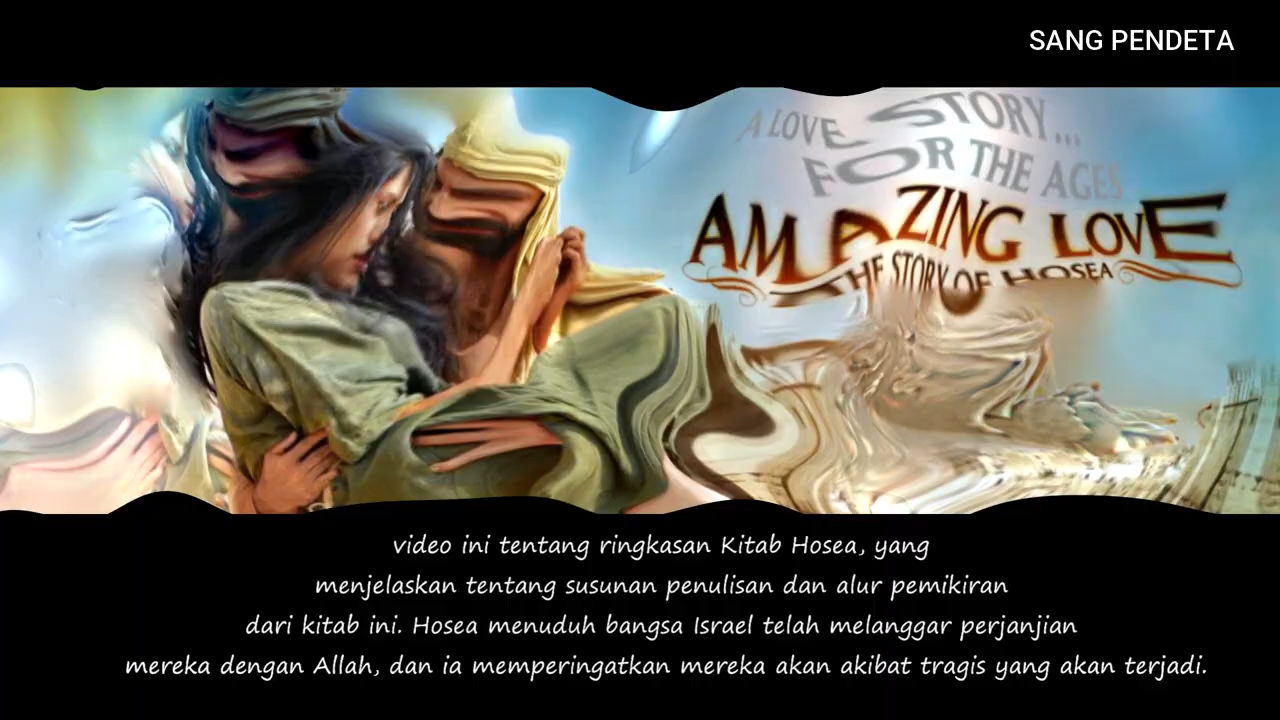 SANG PENDETA
A LOVE STORY...
FOR THE AGES
AMAZING LOVE
THE STORY OF HOSEA
video ini tentang ringkasan Kitab Hosea, yang
menjelaskan tentang susunan penulisan dan alur pemikiran
dari kitab ini. Hosea menuduh bangsa Israel telah melanggar perjanjian
mereka dengan Allah, dan ia memperingatkan mereka akan akibat tragis yang akan terjadi.